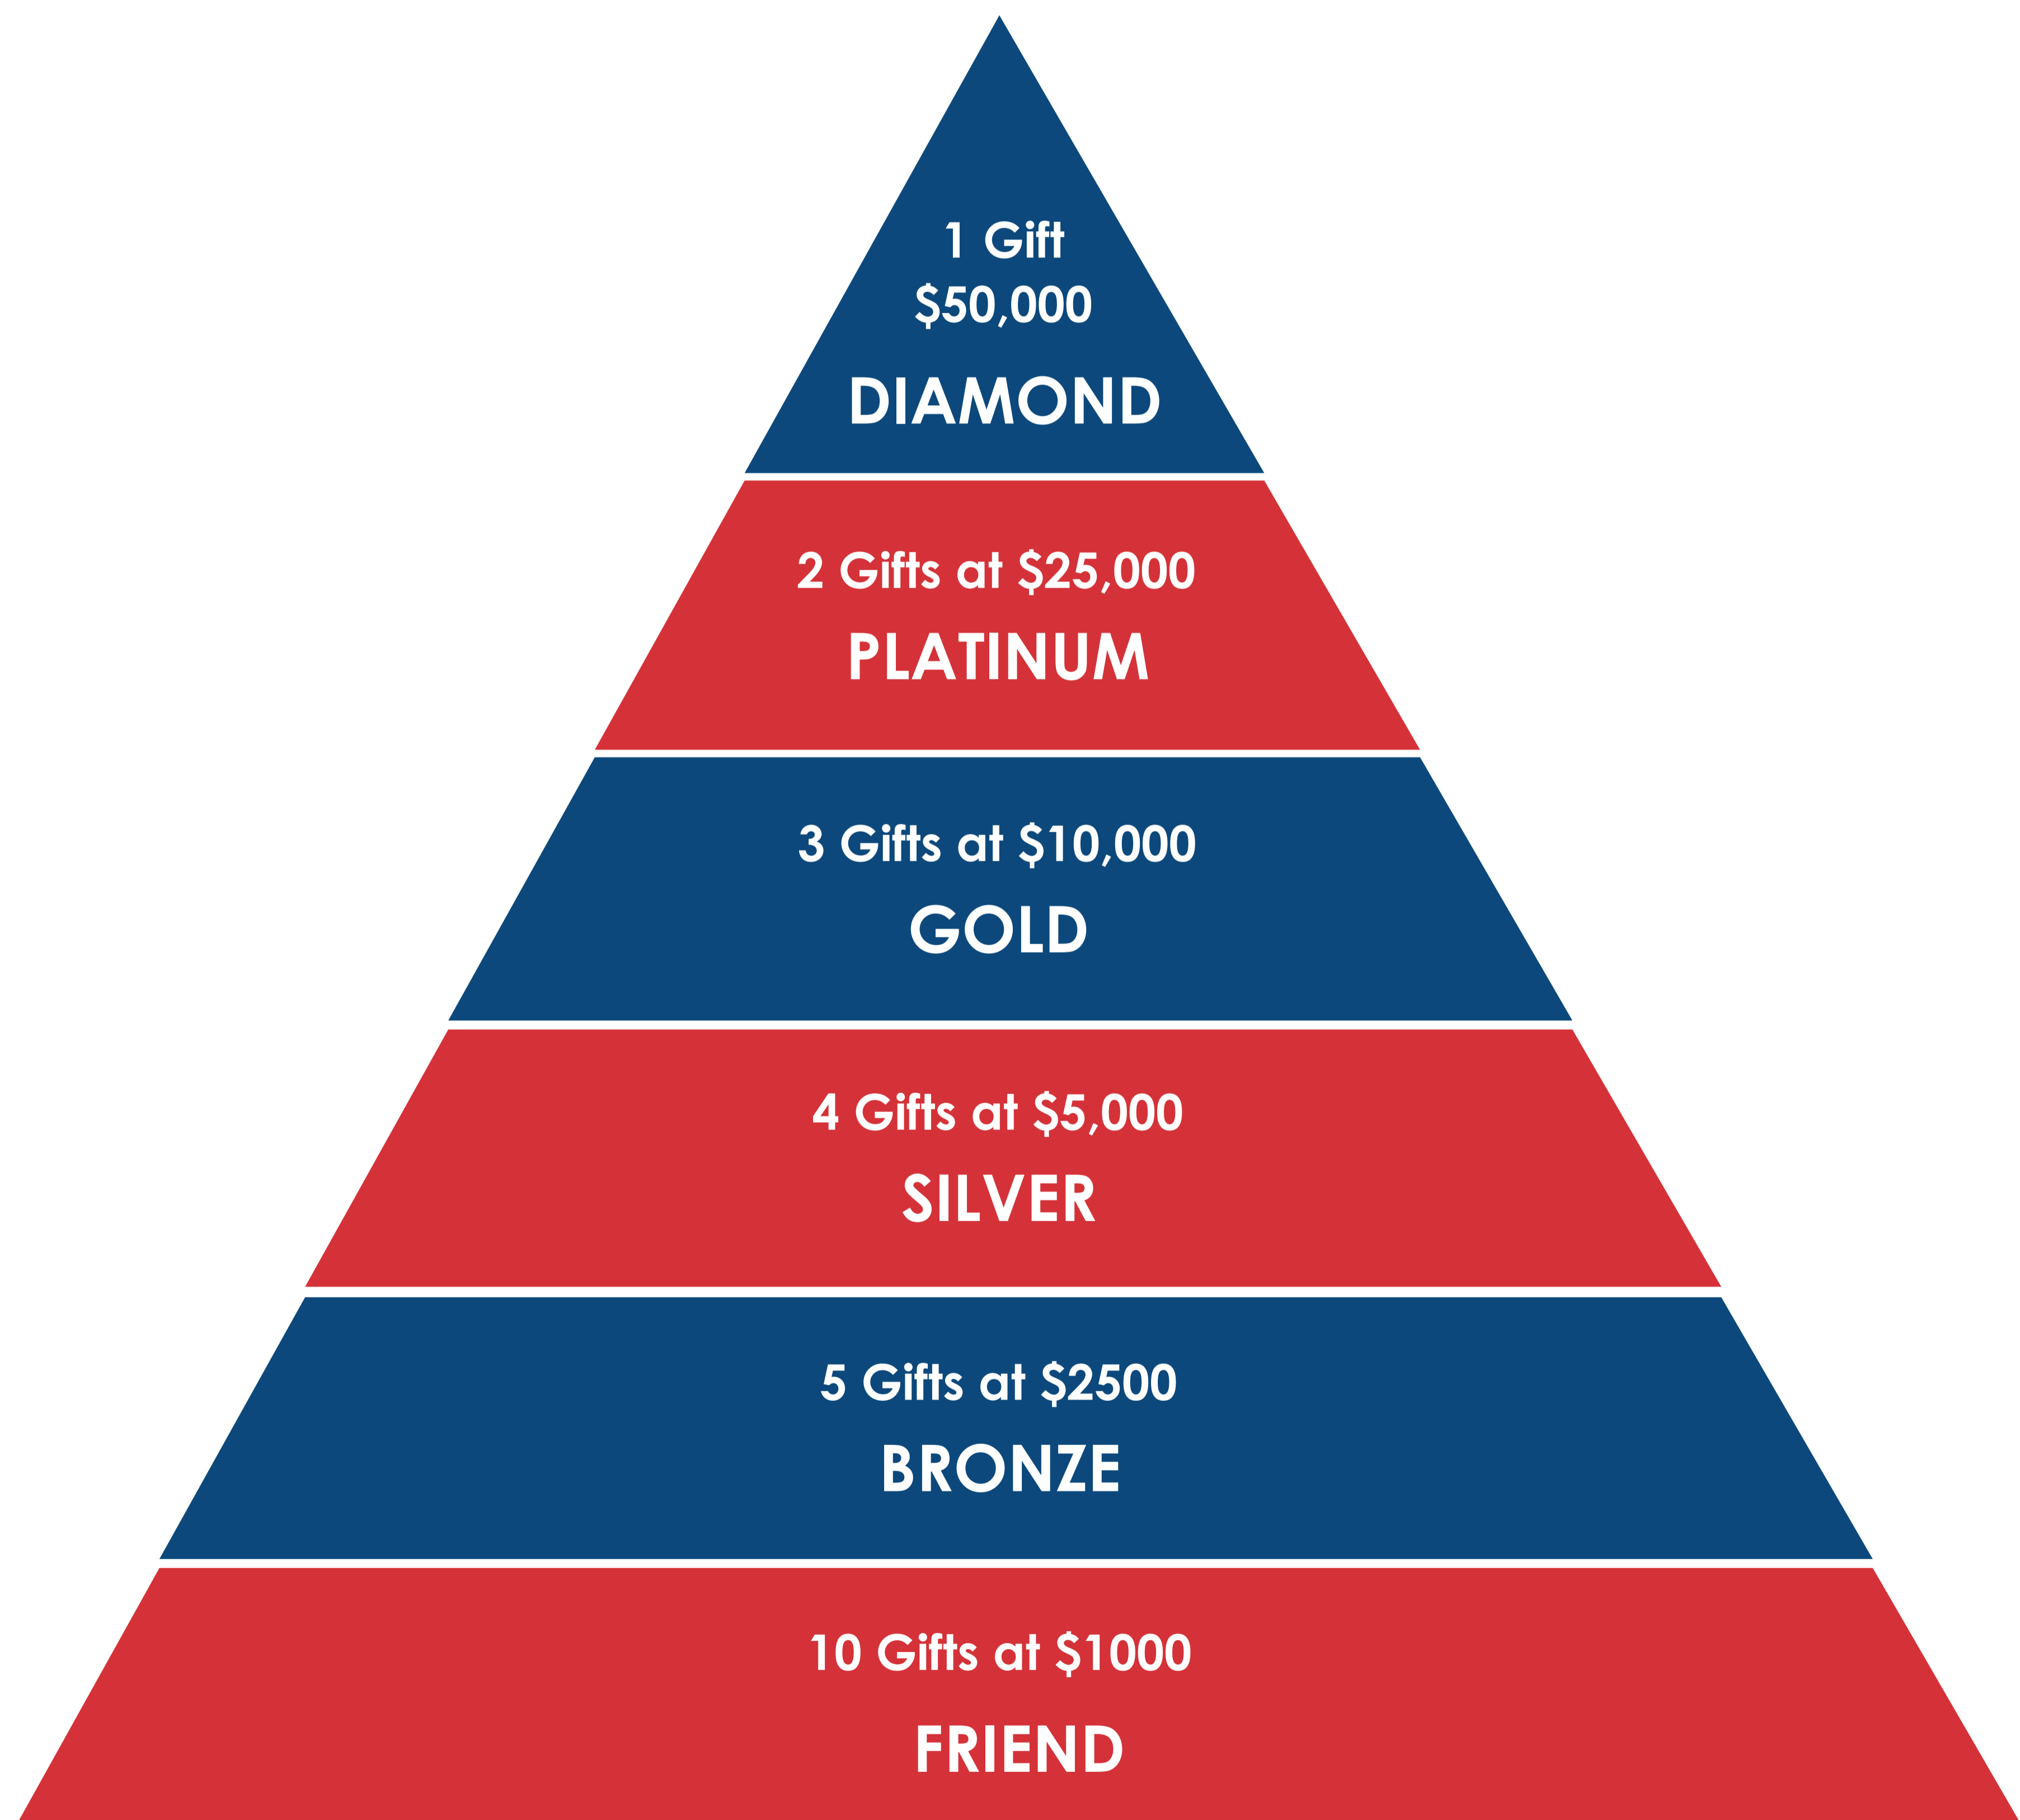 1 Gift
$50,000
DIAMOND
2 Gifts at $25,000
PLATINUM
3 Gifts at $10,000
GOLD
4 Gifts at $5,000
SILVER
5 Gifts at $2500
BRONZE
10 Gifts at $1000
FRIEND